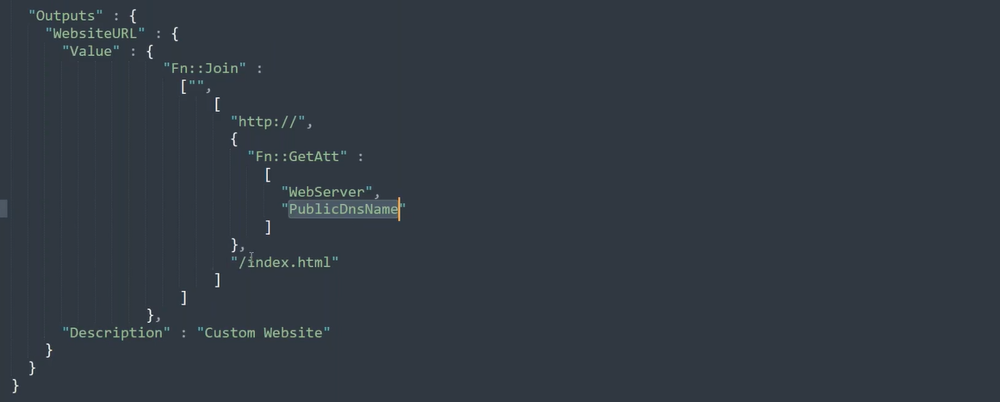 "Outputs" : {
"WebsiteURL" : {
"Value" : {
"Fn::Join" :
["",
[
"http://",
{
"Fn::GetAtt" :
[
"WebServer",
"PublicDnsName"
]
},
"/index.html"
]
]
},
"Description" : "Custom Website"
}
}
}